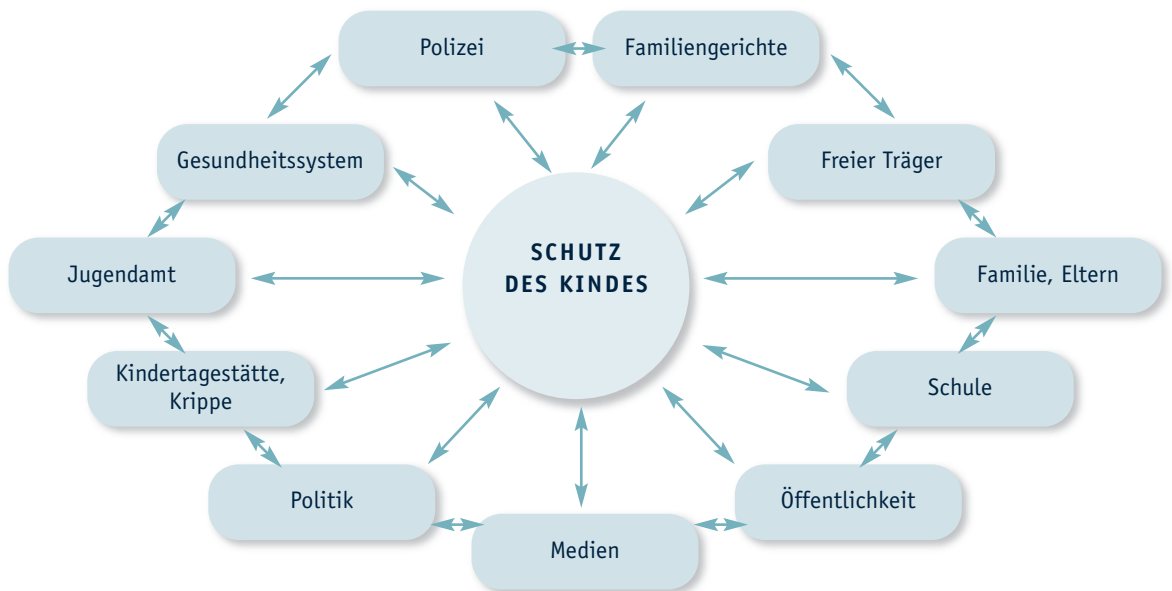 Polizei
Familiengerichte
Gesundheitssystem
Freier Träger
SCHUTZ
DES KINDES
Jugendamt
Familie, Eltern
Kindertagestätte,
Krippe
Schule
Politik
Öffentlichkeit
Medien